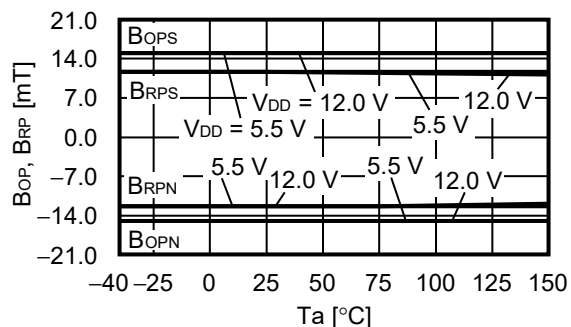 21.0
14.0
7.0
0.0
−7.0
−14.0
−21.0
BOP, BRP [mT]
BOPS
BRPS
VDD = 12.0 V
12.0 V
VDD = 5.5 V
5.5 V
5.5 V
5.5 V
BRPN
12.0 V
12.0 V
BOPN
−40 −25 0 25 50 75 100 125 150
Ta [°C]